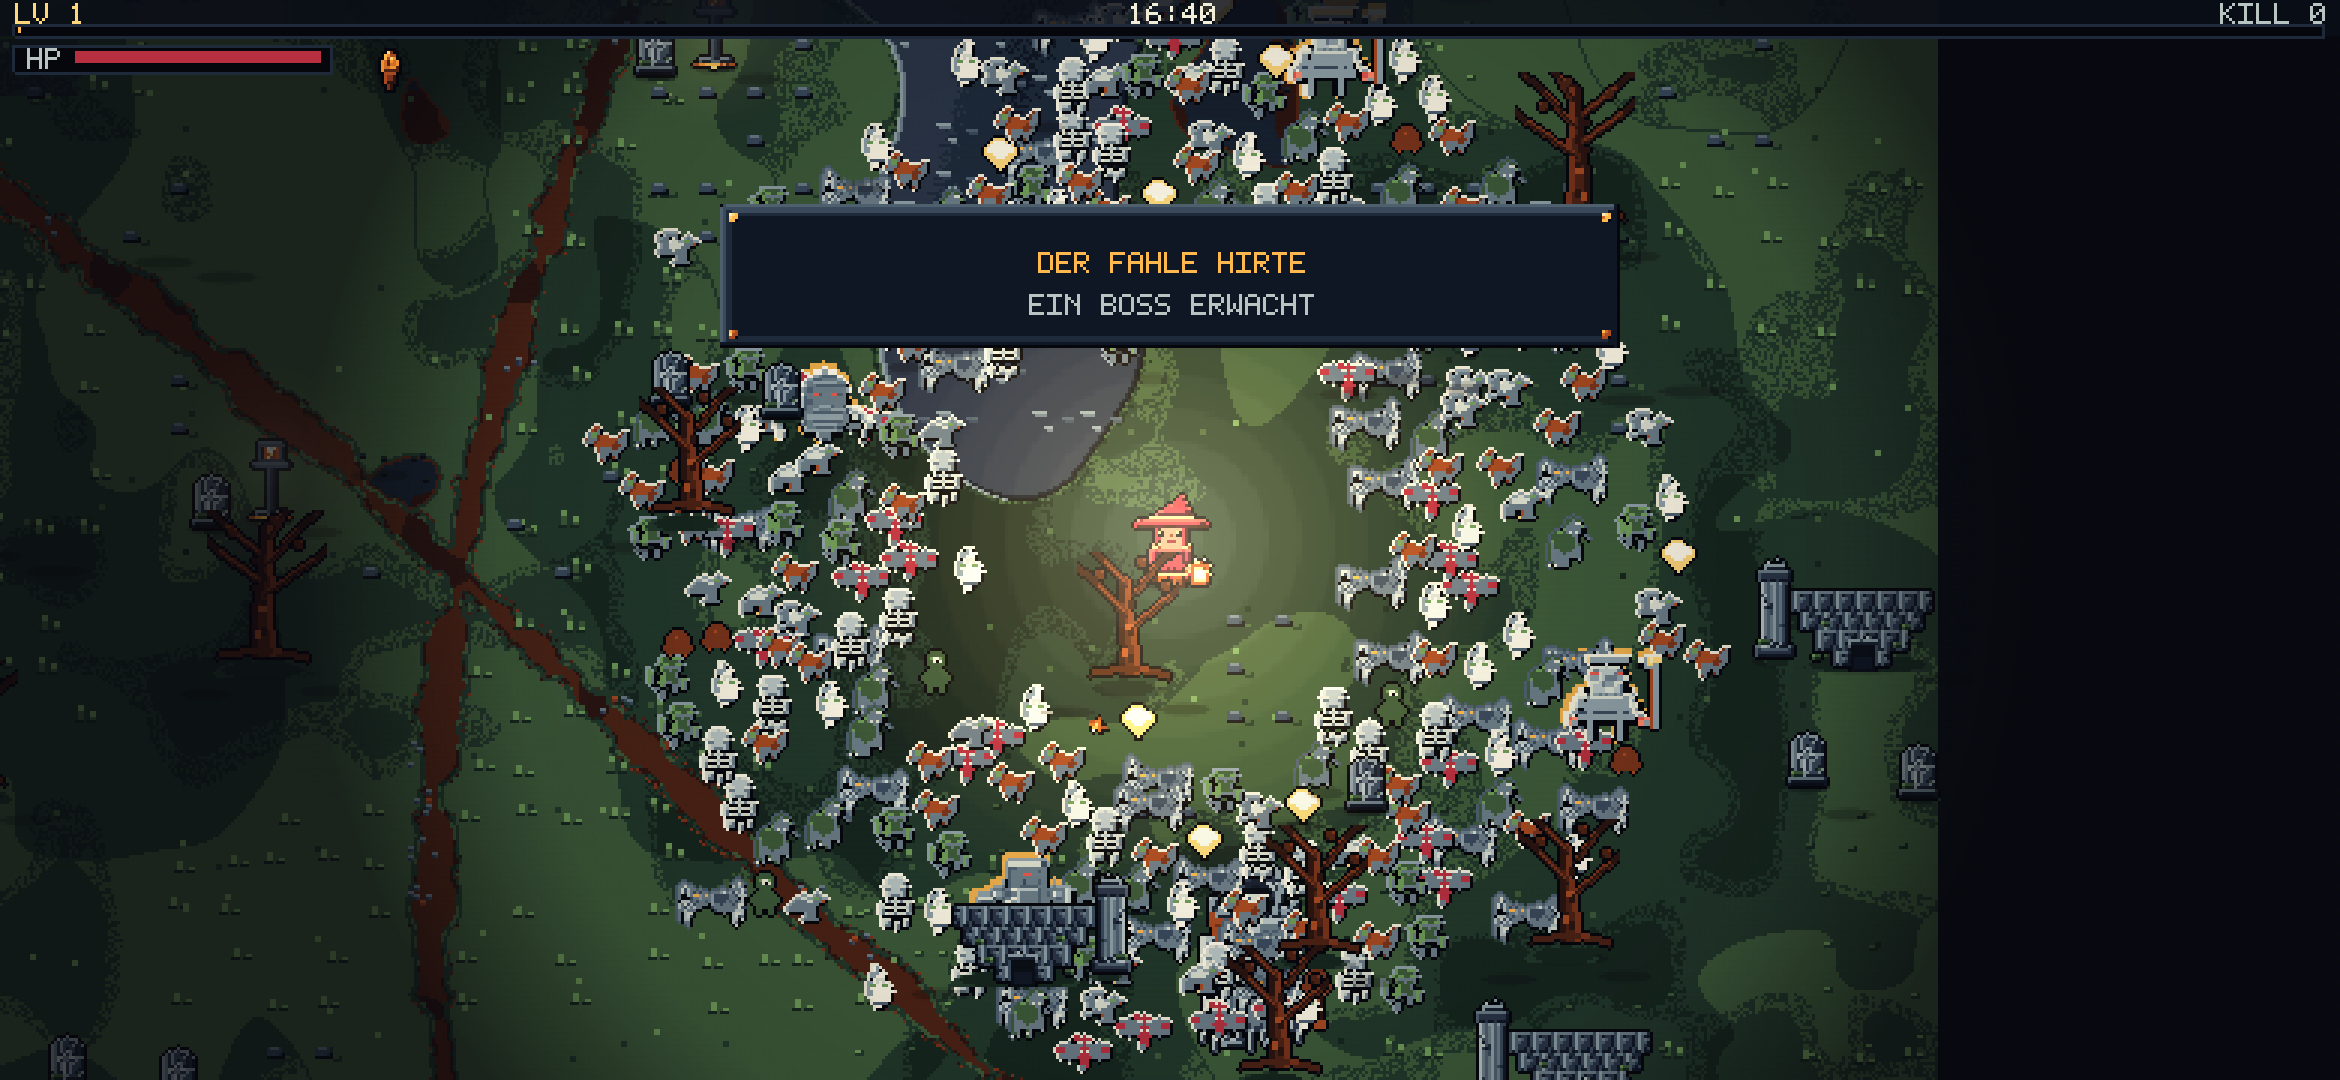 LV 1
16:40
KILL 0
HP
DER FAHLE HIRTE
EIN BOSS ERWACHT